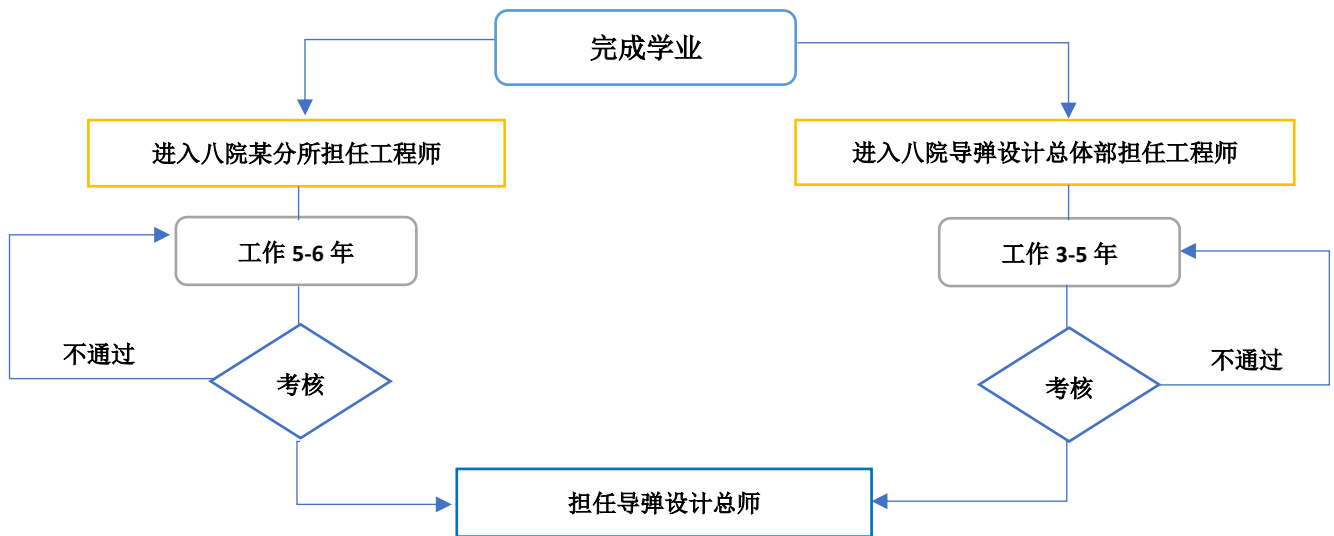 完成学业
进入八院某分所担任工程师
进入八院导弹设计总体部担任工程师
工作 5-6 年
工作 3-5 年
不通过
考核
考核
不通过
担任导弹设计总师